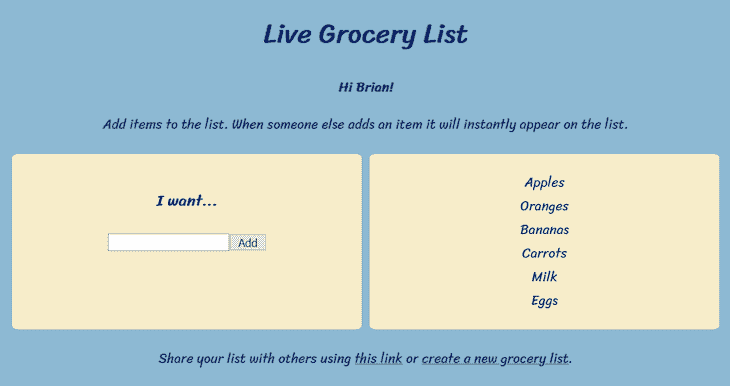 Live Grocery List
Hi Brian!
Add items to the list. When someone else adds an item it will instantly appear on the list.
I want...
Add
Apples
Oranges
Bananas
Carrots
Milk
Eggs
Share your list with others using this link or create a new grocery list.